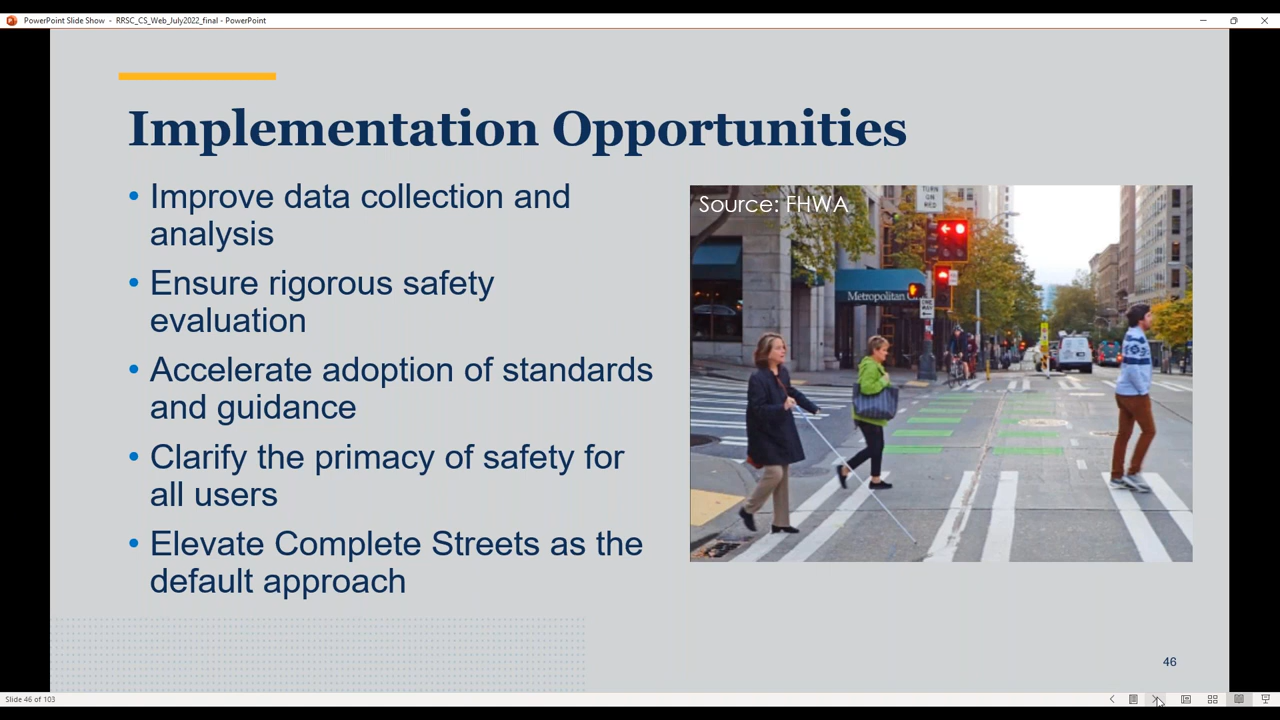 PowerPoint Slide Show - RRSC_CS_Web_July2022_final - PowerPoint
Implementation Opportunities
• Improve data collection and
analysis
• Ensure rigorous safety
evaluation
• Accelerate adoption of standards
and guidance
• Clarify the primacy of safety for
all users
• Elevate Complete Streets as the
default approach
Source: FHWA
TURN
ON
RED
Metropolitan
46
Slide 46 of 103